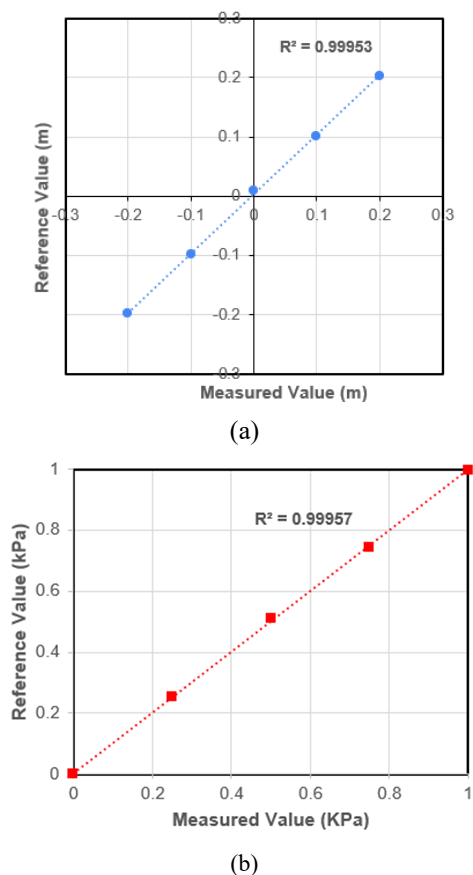 0.3
R² = 0.99953
0.2
0.1
0
-0.3 -0.2 -0.1 0 0.1 0.2 0.3
-0.1
-0.2
-0.3
Reference Value (m)
Measured Value (m)
(a)
1
R² = 0.99957
0.8
0.6
0.4
0.2
0
0 0.2 0.4 0.6 0.8 1
Reference Value (kPa)
Measured Value (KPa)
(b)